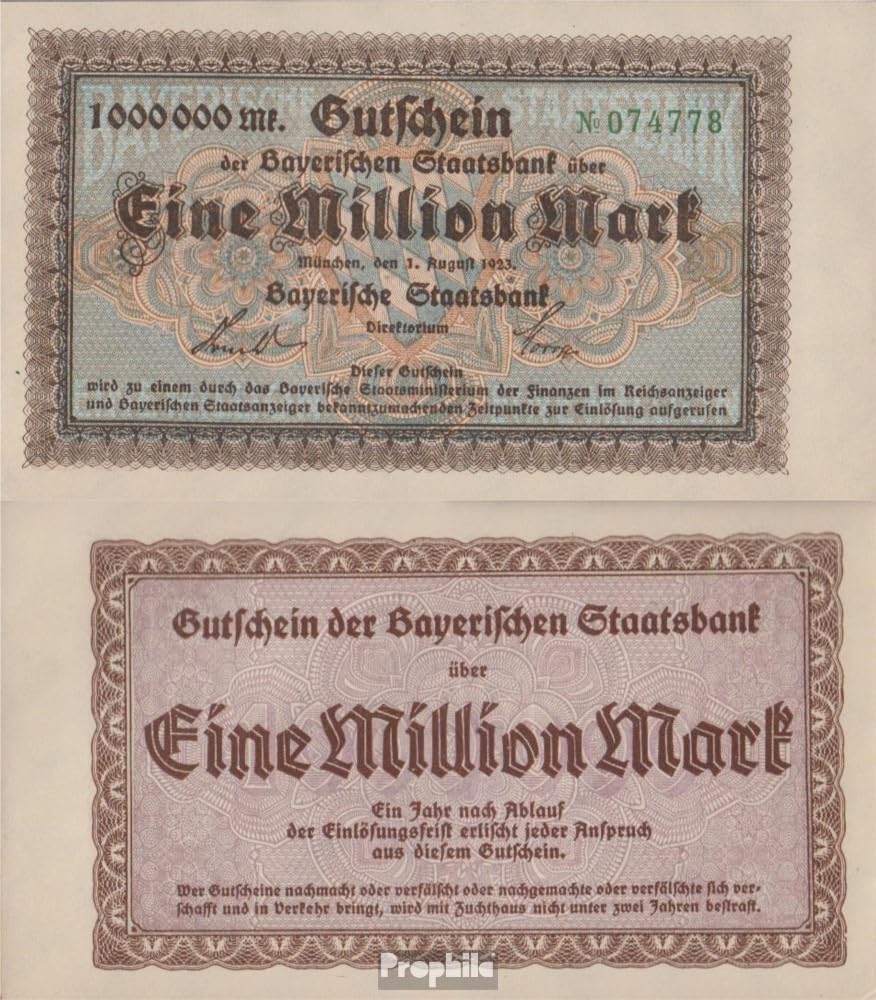 1000000 Mk. Gutschein № 074778
der Bayerischen Staatsbank über
Eine Million Mark
München, den 1. August 1923.
Bayerische Staatsbank
Direktorium
Dieser Gutschein
wird zu einem durch das Bayerische Staatsministerium der Finanzen im Reichsanzeiger
und Bayerischen Staatsanzeiger bekanntzumachenden Zeitpunkte zur Einlösung aufgerufen
Gutschein der Bayerischen Staatsbank
über
Eine Million Mark
Ein Jahr nach Ablauf
der Einlösungsfrist erlischt jeder Anspruch
aus diesem Gutschein.
Wer Gutscheine nachmacht oder verfälscht oder nachgemachte oder verfälschte sich ver-
schafft und in Verkehr bringt, wird mit Zuchthaus nicht unter zwei Jahren bestraft.
Prophila